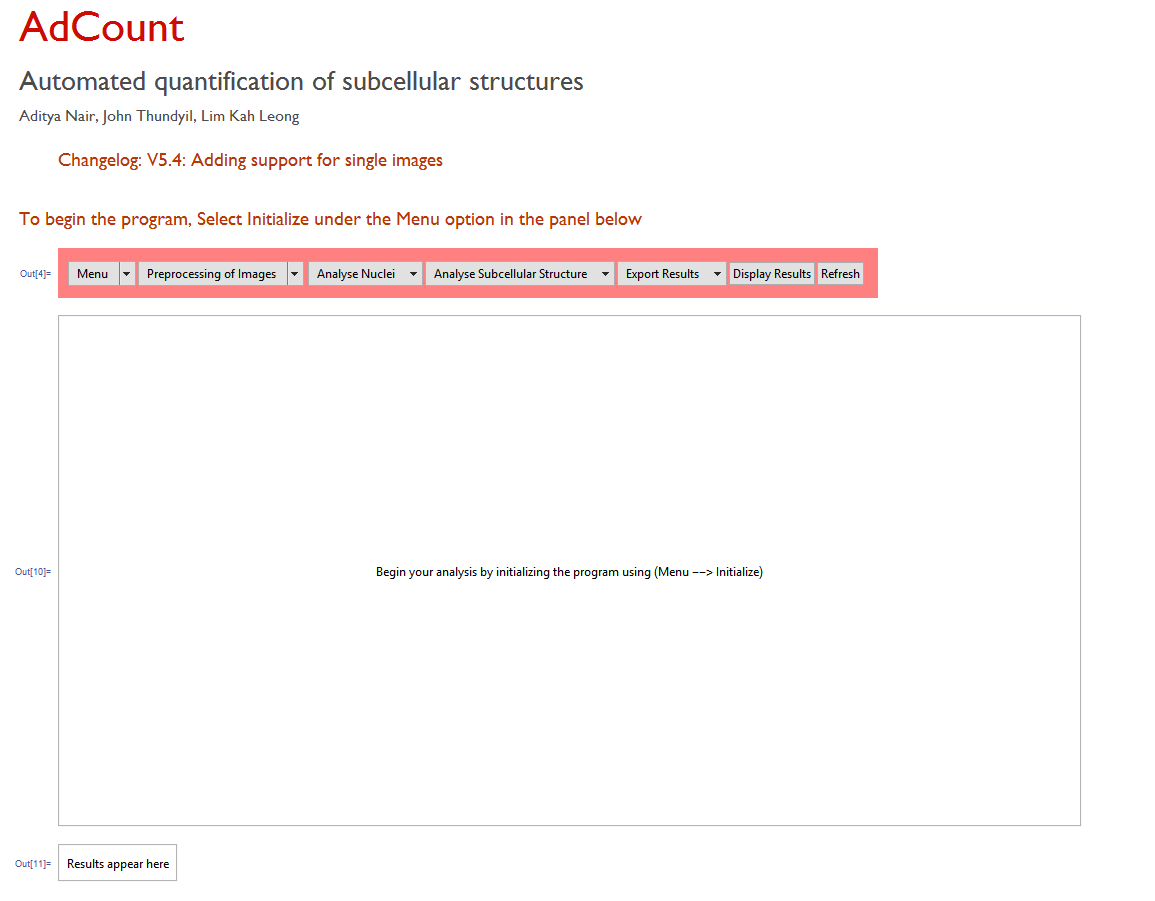 AdCount
Automated quantification of subcellular structures
Aditya Nair, John Thundyil, Lim Kah Leong
Changelog: V5.4: Adding support for single images
To begin the program, Select Initialize under the Menu option in the panel below
Out[4]= Menu Preprocessing of Images Analyse Nuclei Analyse Subcellular Structure Export Results Display Results Refresh
Out[10]= Begin your analysis by initializing the program using (Menu --> Initialize)
Out[11]= Results appear here